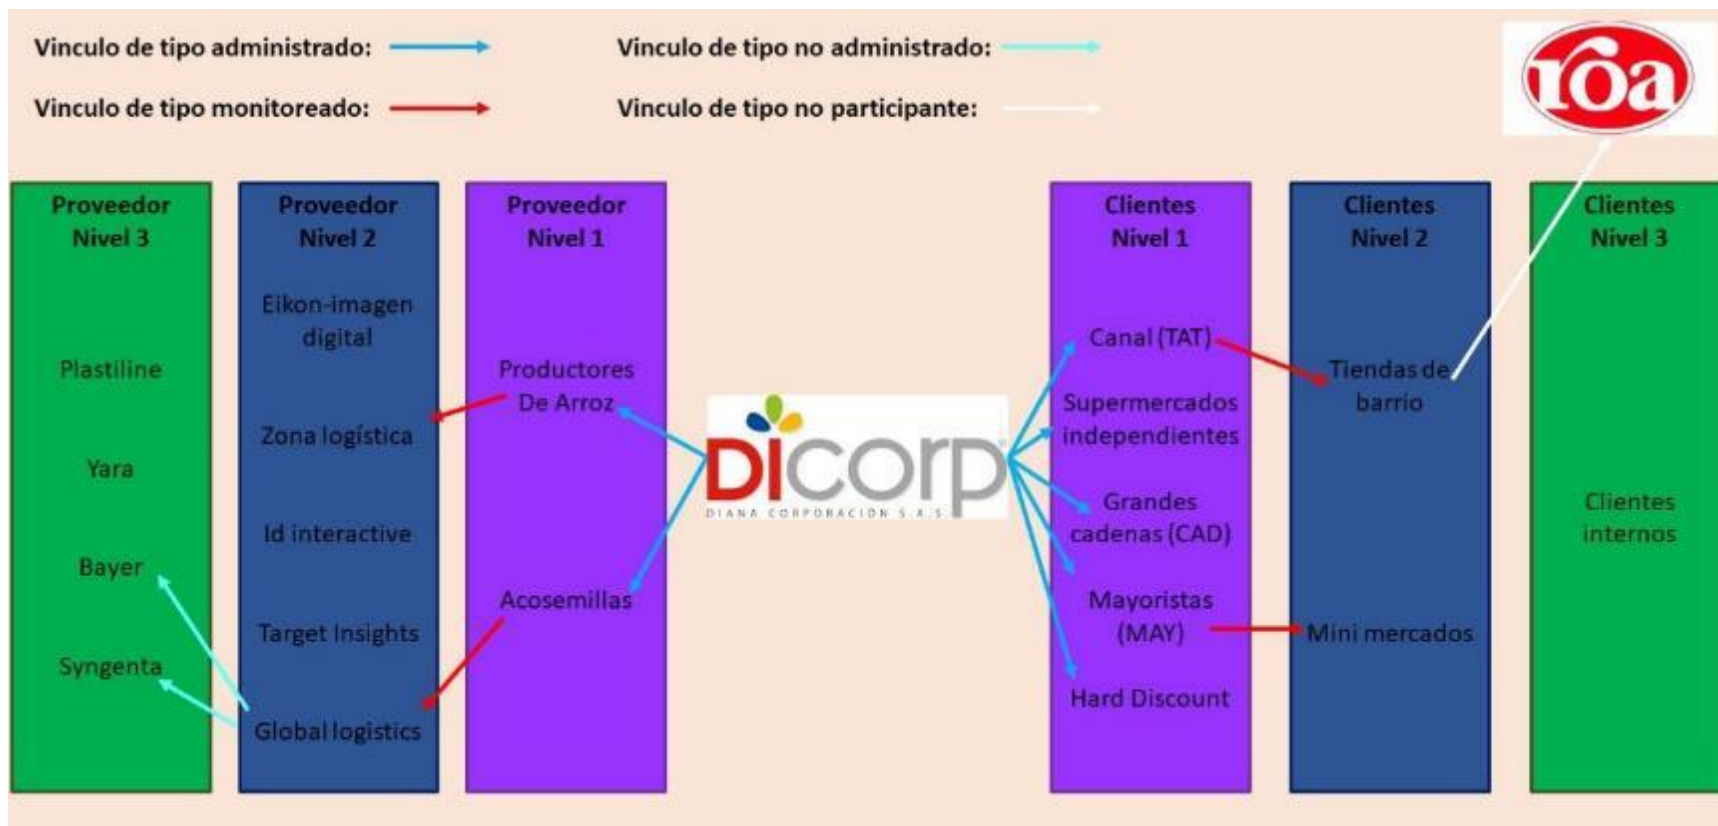 Vinculo de tipo administrado:
Vinculo de tipo no administrado:
Vinculo de tipo monitoreado:
Vinculo de tipo no participante:
róa
Proveedor
Nivel 3
Plastiline
Yara
Bayer
Syngenta
Proveedor
Nivel 2
Eikon-imagen
digital
Zona logística
Id interactive
Target Insights
Global logistics
Proveedor
Nivel 1
Productores
De Arroz
Acosemillas
DICORP
DIANA CORPORACIÓN S.A.S.
Clientes
Nivel 1
Canal (TAT)
Supermercados
independientes
Grandes
cadenas (CAD)
Mayoristas
(MAY)
Hard Discount
Clientes
Nivel 2
Tiendas de
barrio
Mini mercados
Clientes
Nivel 3
Clientes
internos